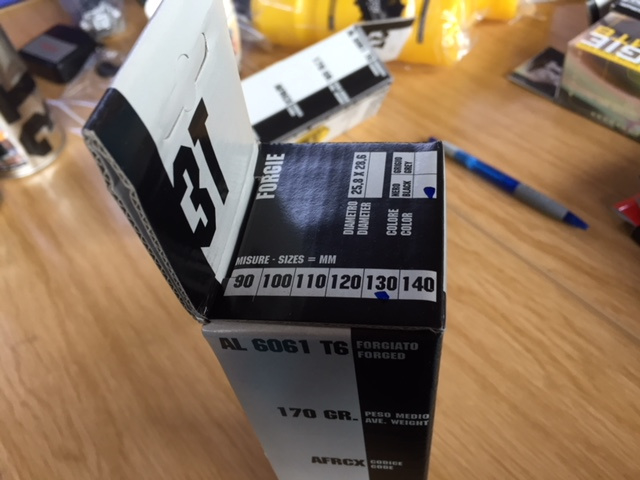 3T
FORGIE
DIAMETRO
DIAMETER
25,8 X 28,6
COLORE
COLOR
NERO
BLACK
GRIGIO
GREY
MISURE - SIZES = MM
90 100 110 120 130 140
AL 6061 T6 FORGIATO
FORGED
170 GR. PESO MEDIO
AVE. WEIGHT
AFRCX CODICE
CODE